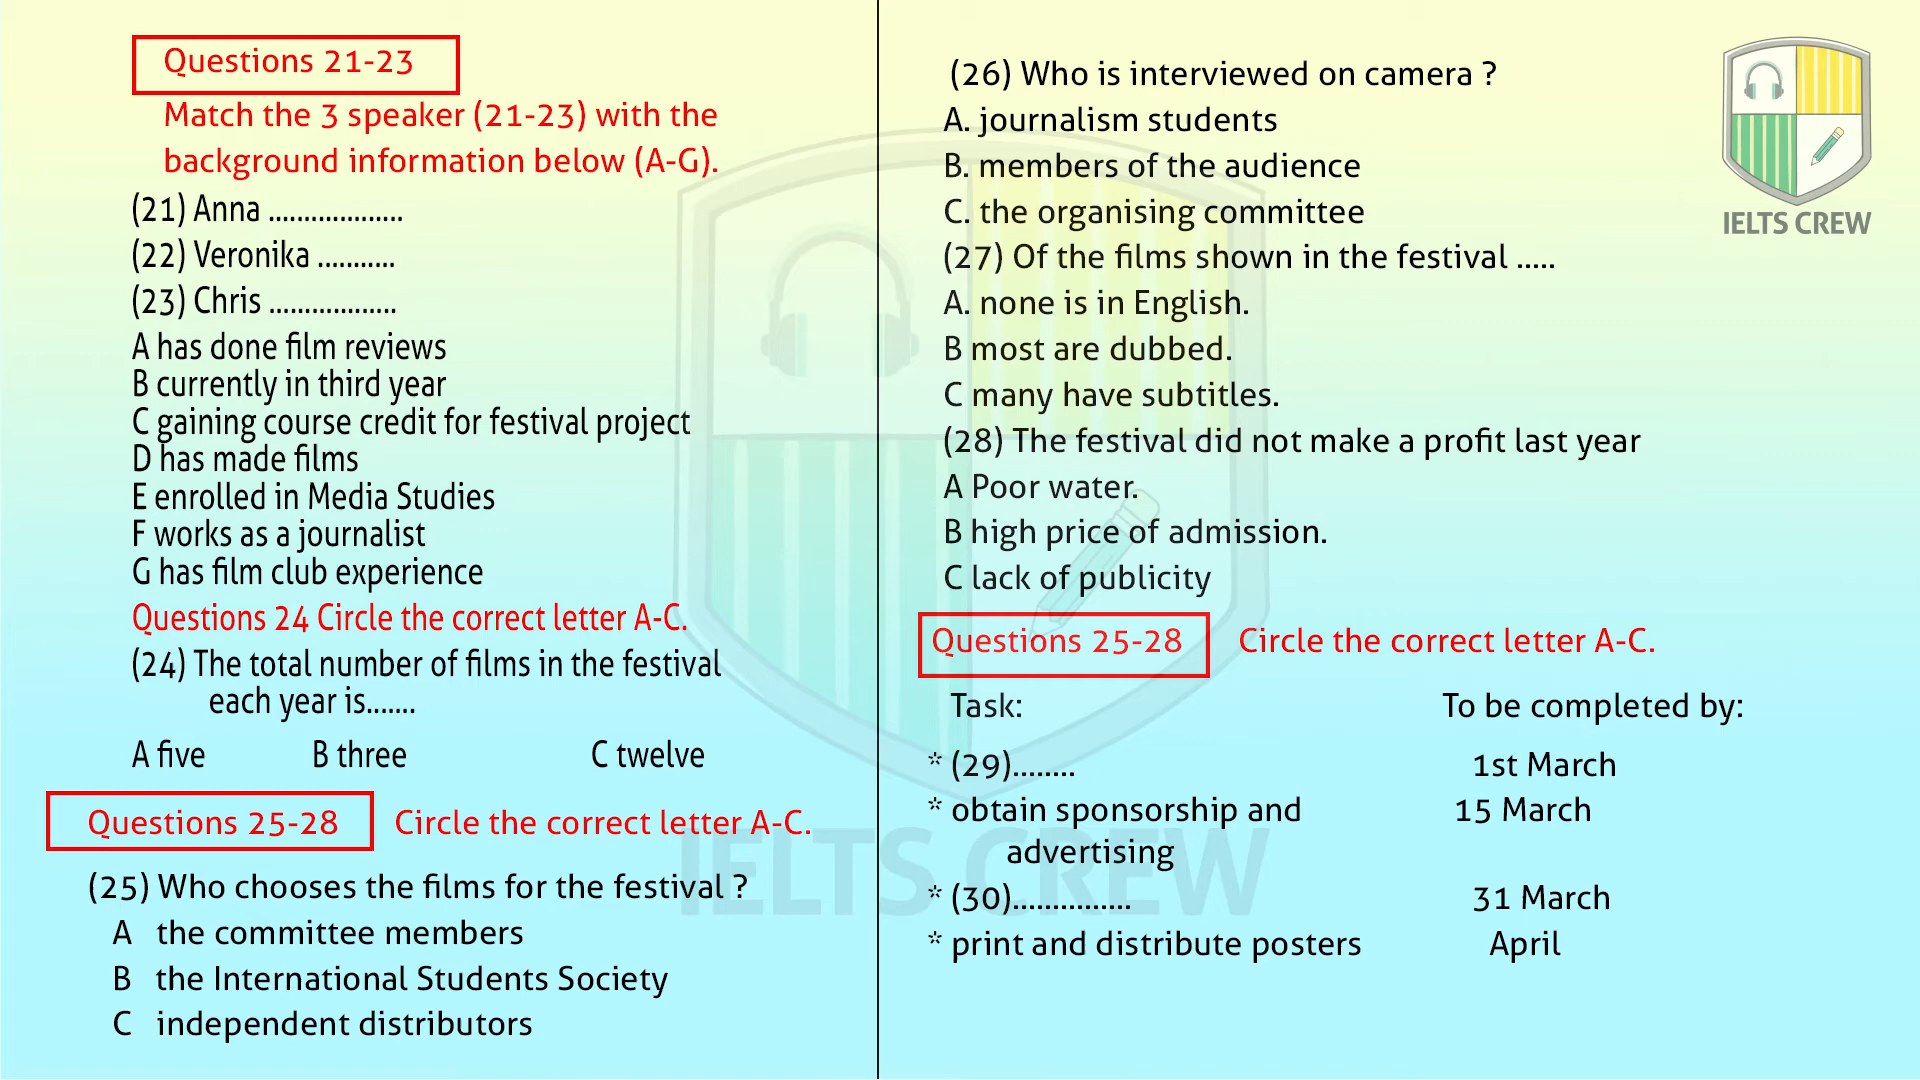 Questions 21-23
Match the 3 speaker (21-23) with the
background information below (A-G).
(21) Anna ...................
(22) Veronika ...........
(23) Chris ..................
A has done film reviews
B currently in third year
C gaining course credit for festival project
D has made films
E enrolled in Media Studies
F works as a journalist
G has film club experience
Questions 24 Circle the correct letter A-C.
(24) The total number of films in the festival
each year is.......
A five B three C twelve
Questions 25-28 Circle the correct letter A-C.
(25) Who chooses the films for the festival ?
A the committee members
B the International Students Society
C independent distributors
(26) Who is interviewed on camera ?
A. journalism students
B. members of the audience
C. the organising committee
(27) Of the films shown in the festival .....
A. none is in English.
B most are dubbed.
C many have subtitles.
(28) The festival did not make a profit last year
A Poor water.
B high price of admission.
C lack of publicity
Questions 25-28 Circle the correct letter A-C.
Task: To be completed by:
* (29)........ 1st March
* obtain sponsorship and 15 March
advertising
* (30)............... 31 March
* print and distribute posters April
IELTS CREW
IELTS CREW